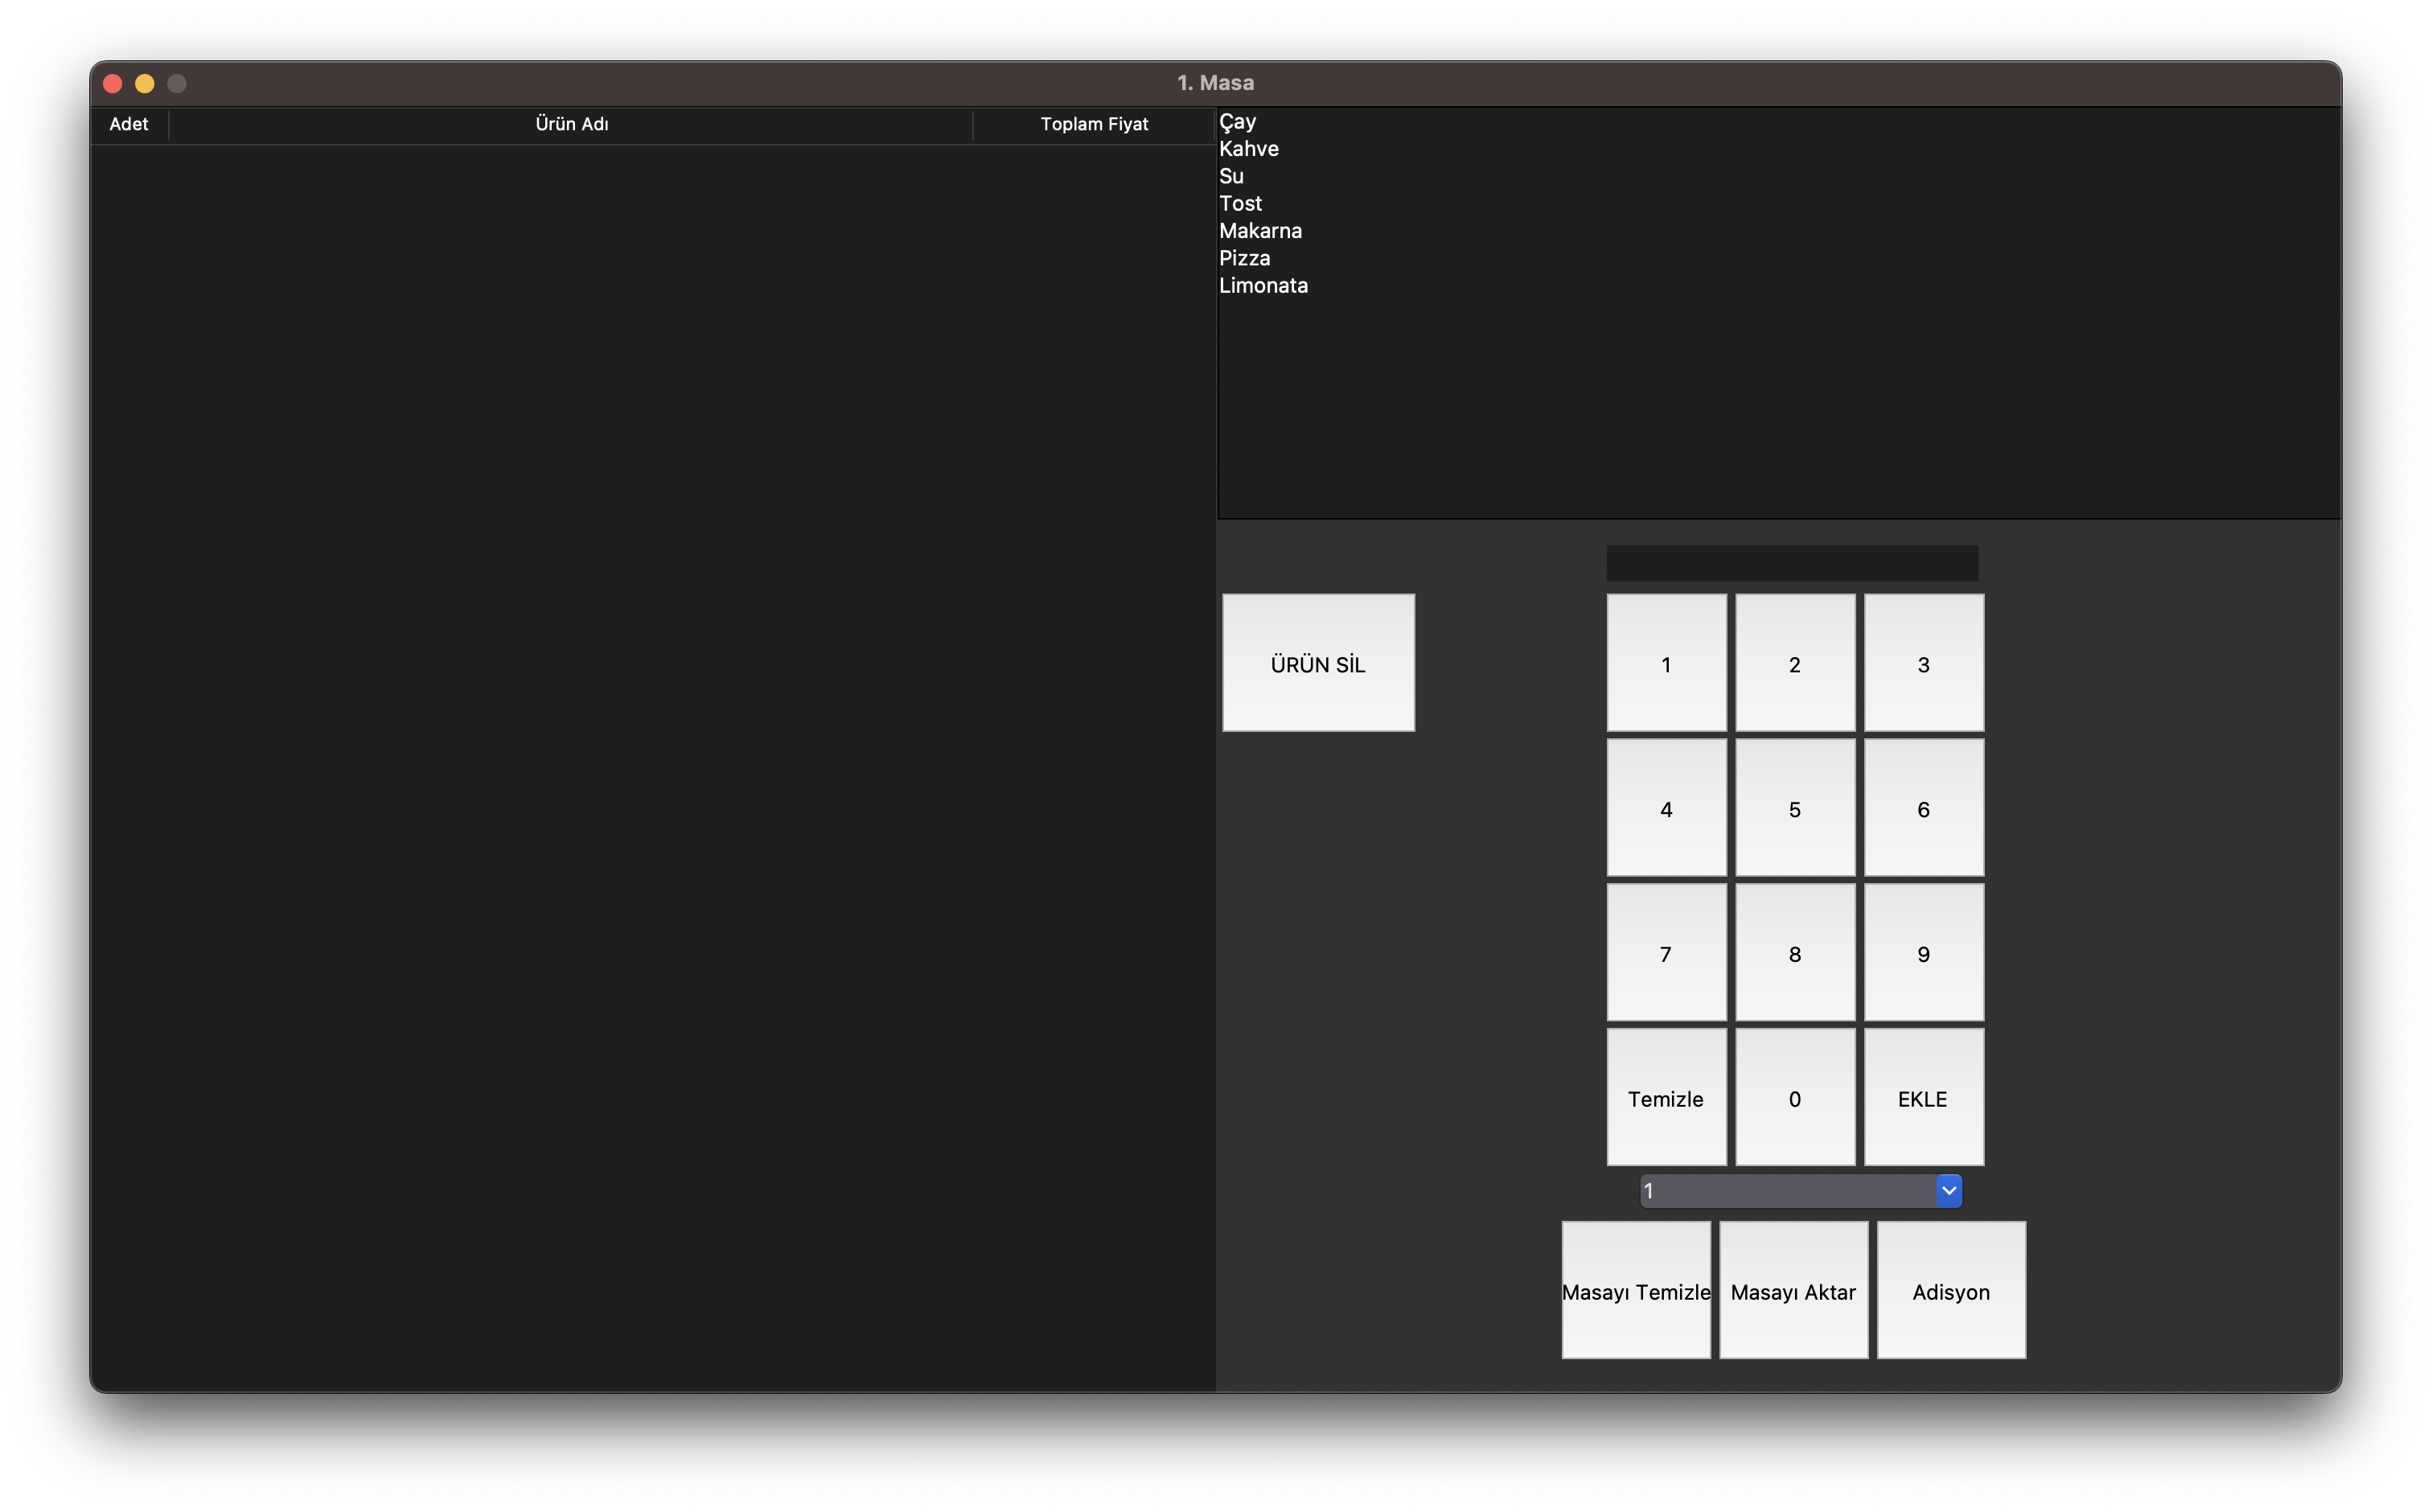 1. Masa
Adet Ürün Adı Toplam Fiyat
Çay
Kahve
Su
Tost
Makarna
Pizza
Limonata
ÜRÜN SİL
1 2 3
4 5 6
7 8 9
Temizle 0 EKLE
1
Masayı Temizle Masayı Aktar Adisyon